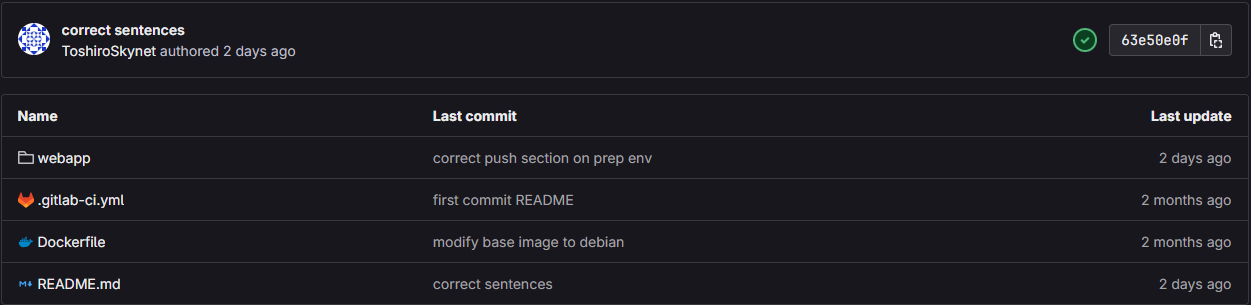 correct sentences
ToshiroSkynet authored 2 days ago
63e50e0f
Name Last commit Last update
webapp correct push section on prep env 2 days ago
.gitlab-ci.yml first commit README 2 months ago
Dockerfile modify base image to debian 2 months ago
M README.md correct sentences 2 days ago